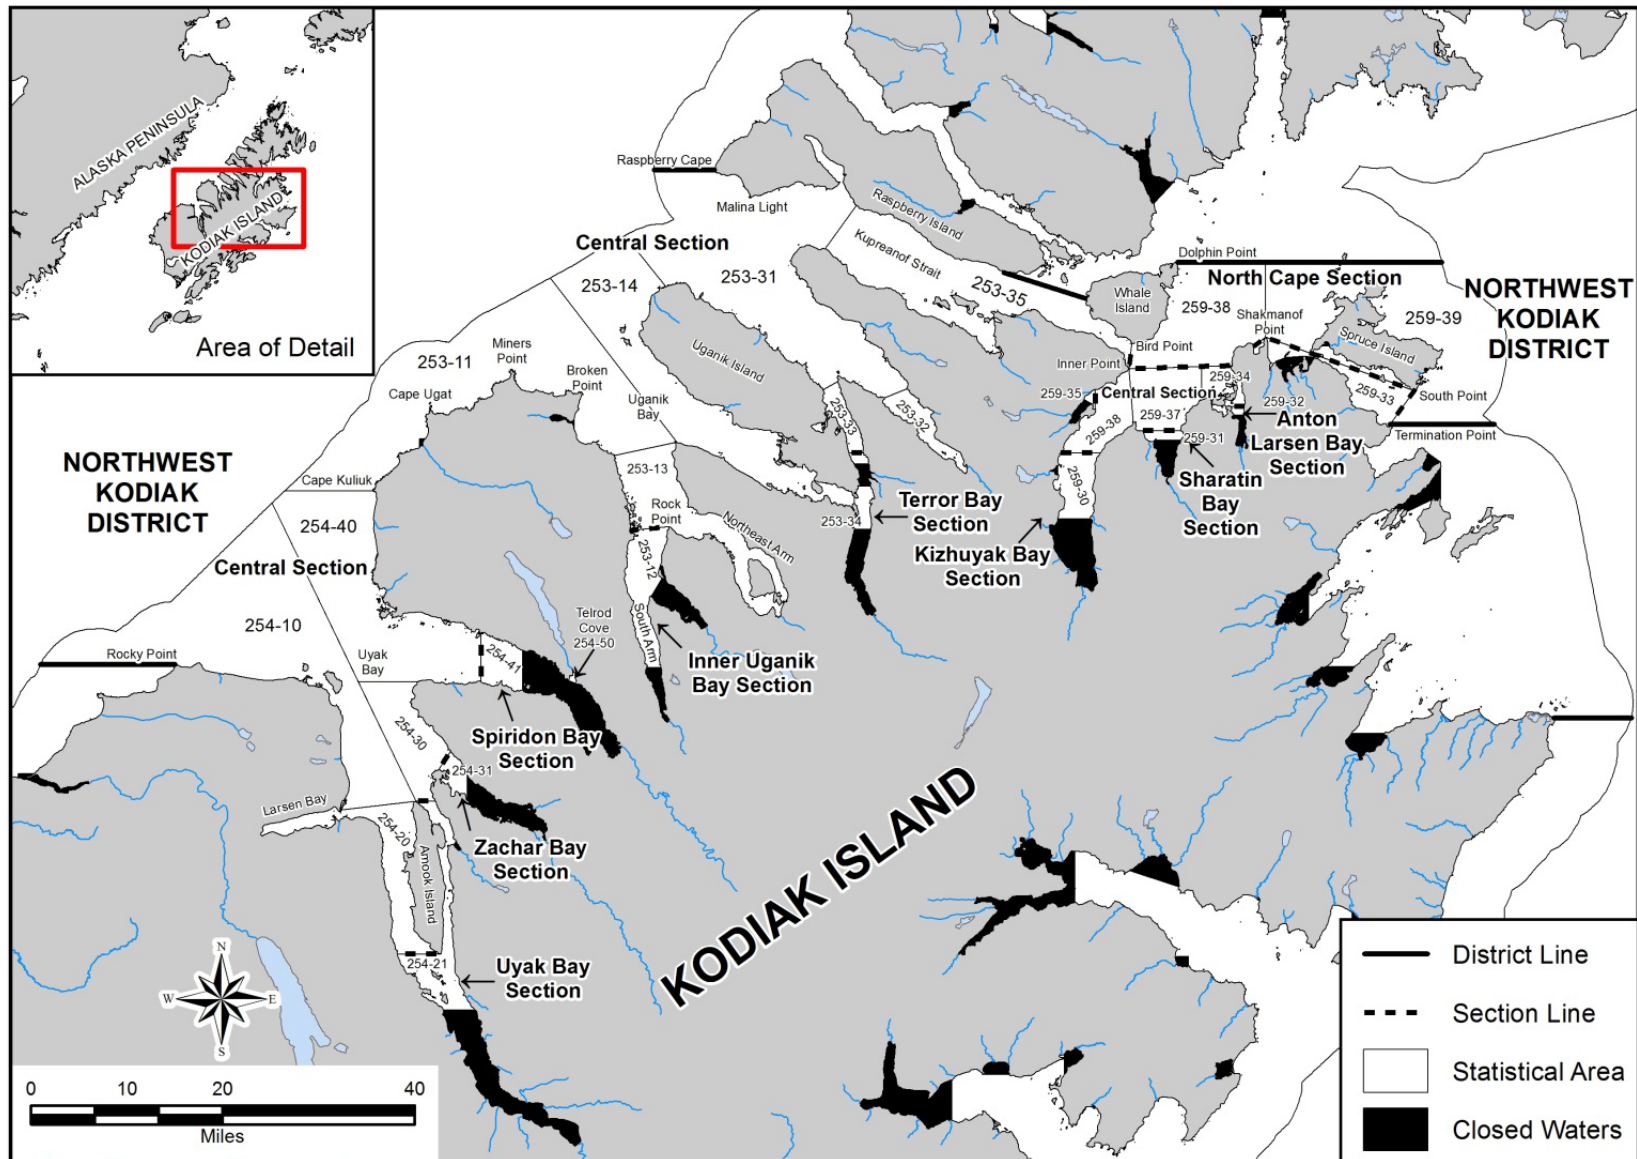 ALASKA PENINSULA
KODIAK ISLAND
Area of Detail
Raspberry Cape
Malina Light
Raspberry Island
Kupreanof Strait
Central Section
253-14
253-31
253-35
Dolphin Point
North Cape Section
Whale
Island
259-38
Shakmanof
Point
259-39
NORTHWEST
KODIAK
DISTRICT
Spruce Island
Bird Point
Inner Point
253-11
Miners
Point
Broken
Point
Cape Ugat
Uganik Island
Uganik
Bay
253-33
253-32
259-35
Central Section
259-34
259-33
South Point
259-38
259-37
259-32
259-31
Anton
Larsen Bay
Section
Termination Point
NORTHWEST
KODIAK
DISTRICT
Cape Kuliuk
253-13
Rock
Point
Northeast Arm
259-30
Sharatin
Bay
Section
254-40
253-34
Terror Bay
Section
Kizhuyak Bay
Section
Central Section
253-12
254-10
Telrod
Cove
254-50
South Arm
Rocky Point
Uyak
Bay
254-41
Inner Uganik
Bay Section
254-30
Spiridon Bay
Section
254-31
Larsen Bay
254-20
Amook Island
Zachar Bay
Section
KODIAK ISLAND
254-21
Uyak Bay
Section
N
W E
S
0 10 20 40
Miles
District Line
Section Line
Statistical Area
Closed Waters